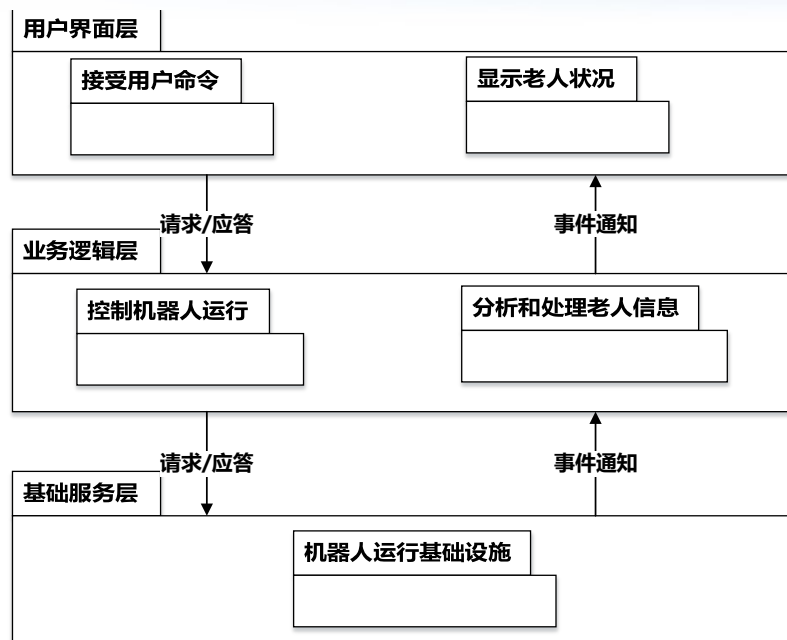 用户界面层
接受用户命令
显示老人状况
请求/应答
事件通知
业务逻辑层
控制机器人运行
分析和处理老人信息
请求/应答
事件通知
基础服务层
机器人运行基础设施